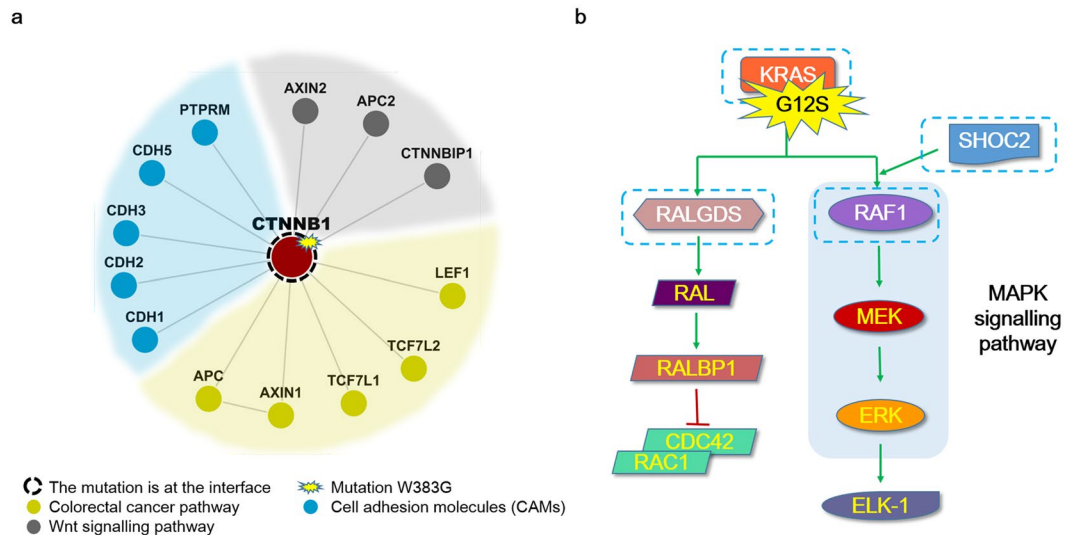 a
AXIN2
APC2
PTPRM
CTNNBIP1
CDH5
CTNNB1
CDH3
CDH2
LEF1
CDH1
TCF7L2
APC
AXIN1
TCF7L1
The mutation is at the interface
Mutation W383G
Colorectal cancer pathway
Cell adhesion molecules (CAMs)
Wnt signalling pathway
b
KRAS
G12S
SHOC2
RALGDS
RAF1
RAL
MEK
MAPK
signalling
pathway
RALBP1
ERK
CDC42
RAC1
ELK-1